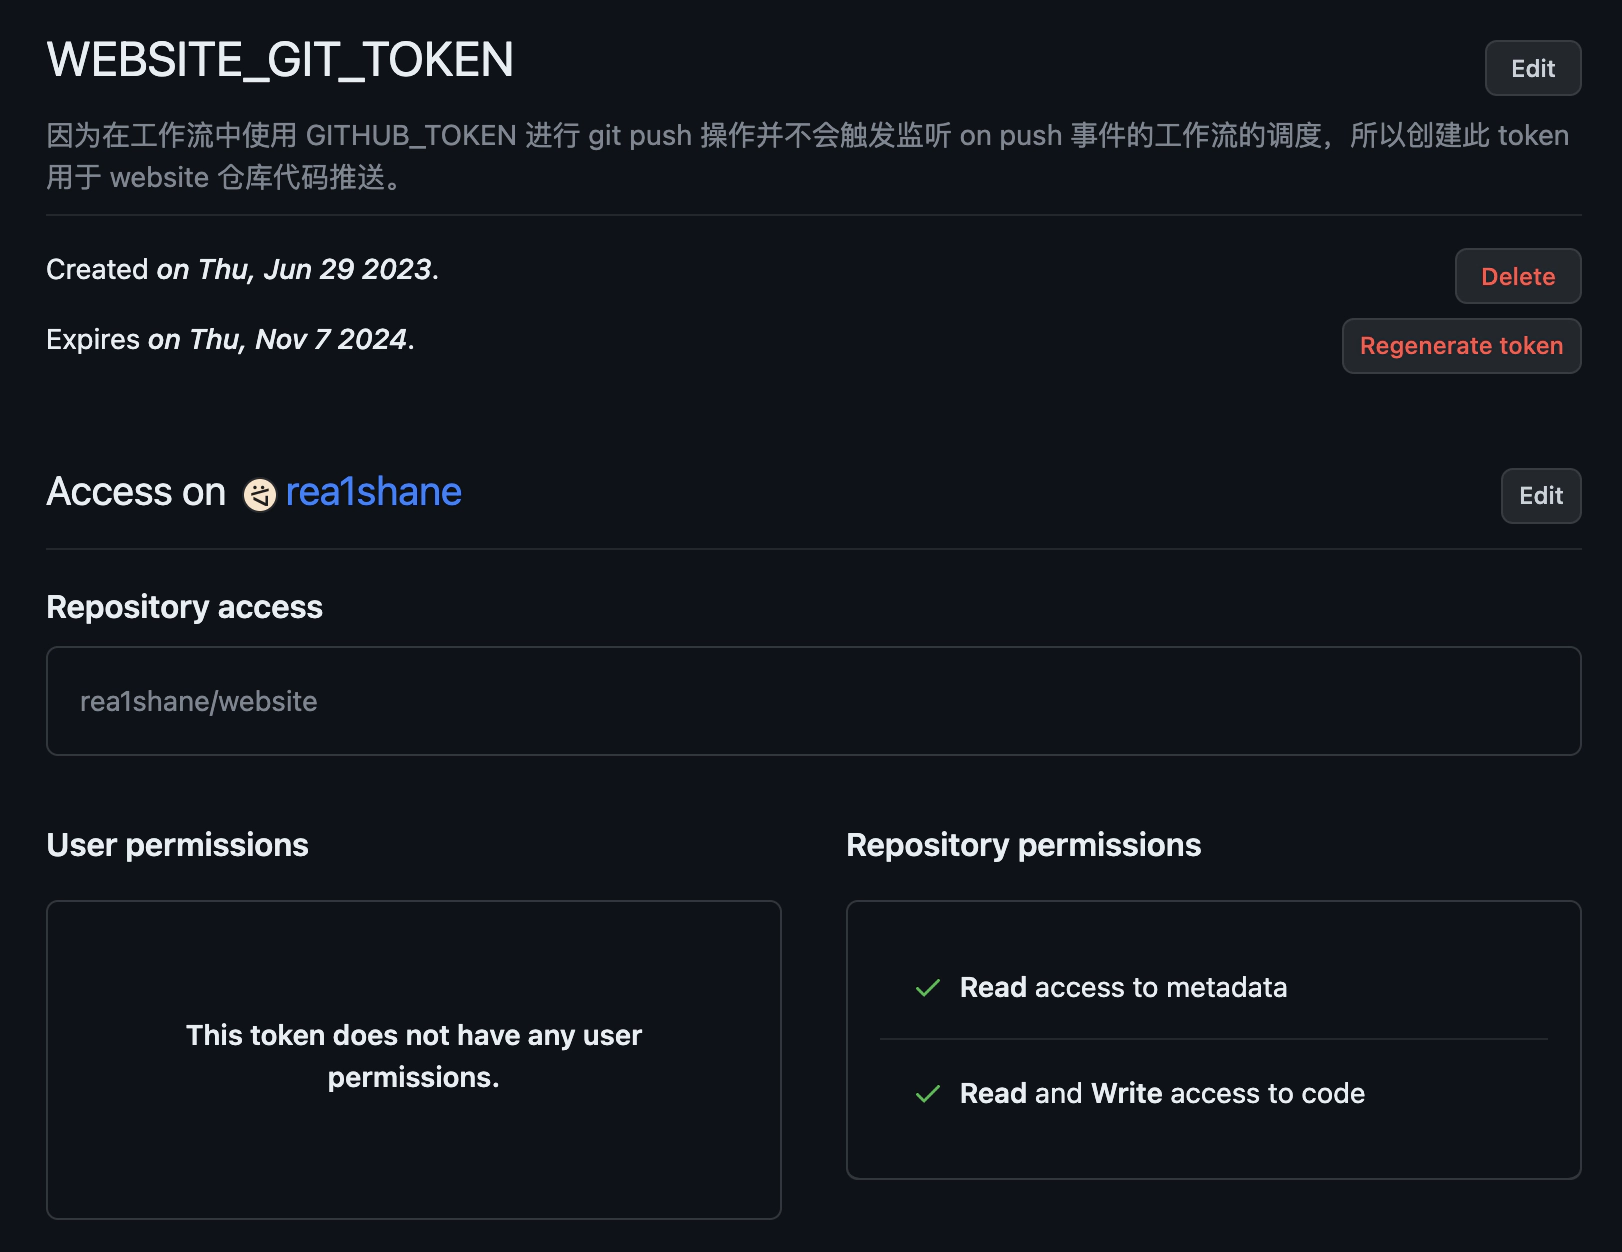 WEBSITE_GIT_TOKEN
Edit
因为在工作流中使用 GITHUB_TOKEN 进行 git push 操作并不会触发监听 on push 事件的工作流的调度，所以创建此 token
用于 website 仓库代码推送。
Created on Thu, Jun 29 2023.
Delete
Expires on Thu, Nov 7 2024.
Regenerate token
Access on rea1shane
Edit
Repository access
rea1shane/website
User permissions
This token does not have any user
permissions.
Repository permissions
Read access to metadata
Read and Write access to code